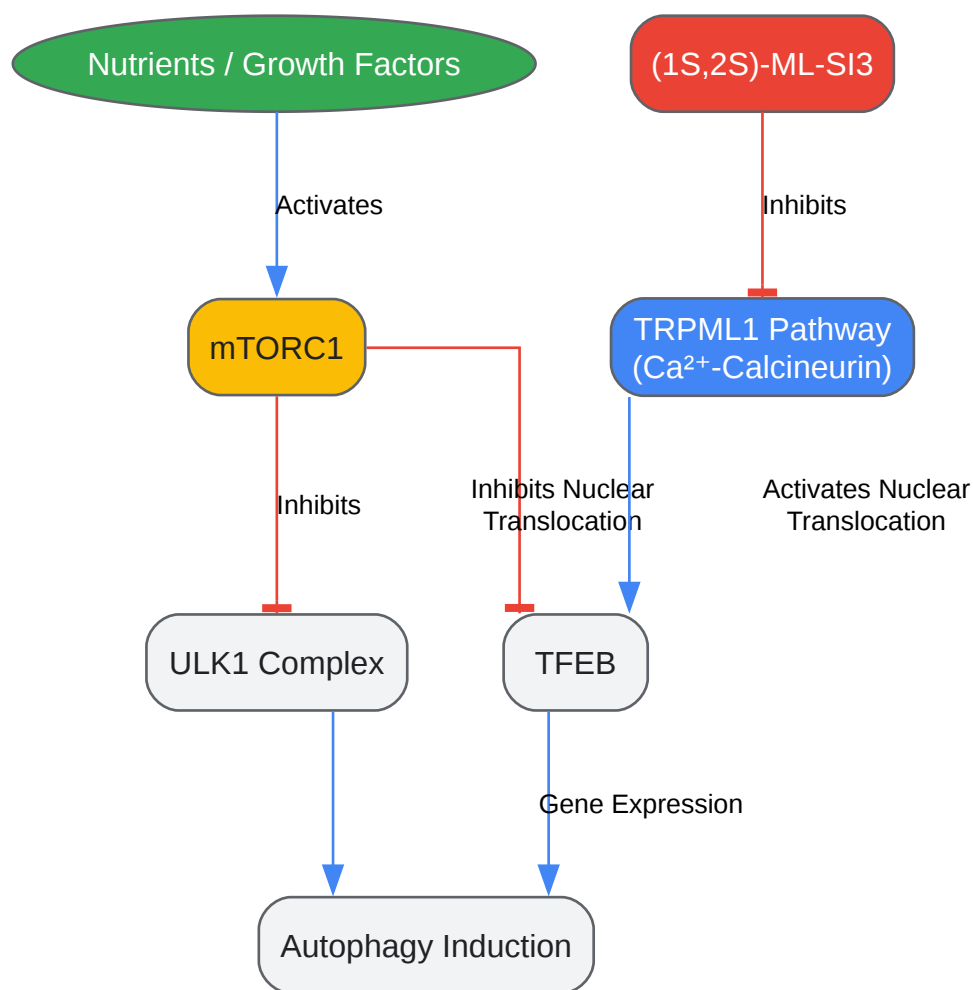 Nutrients / Growth Factors
(1S,2S)-ML-SI3
Activates
Inhibits
mTORC1
TRPML1 Pathway
(Ca²⁺-Calcineurin)
Inhibits
Inhibits Nuclear
Translocation
Activates Nuclear
Translocation
ULK1 Complex
TFEB
Gene Expression
Autophagy Induction